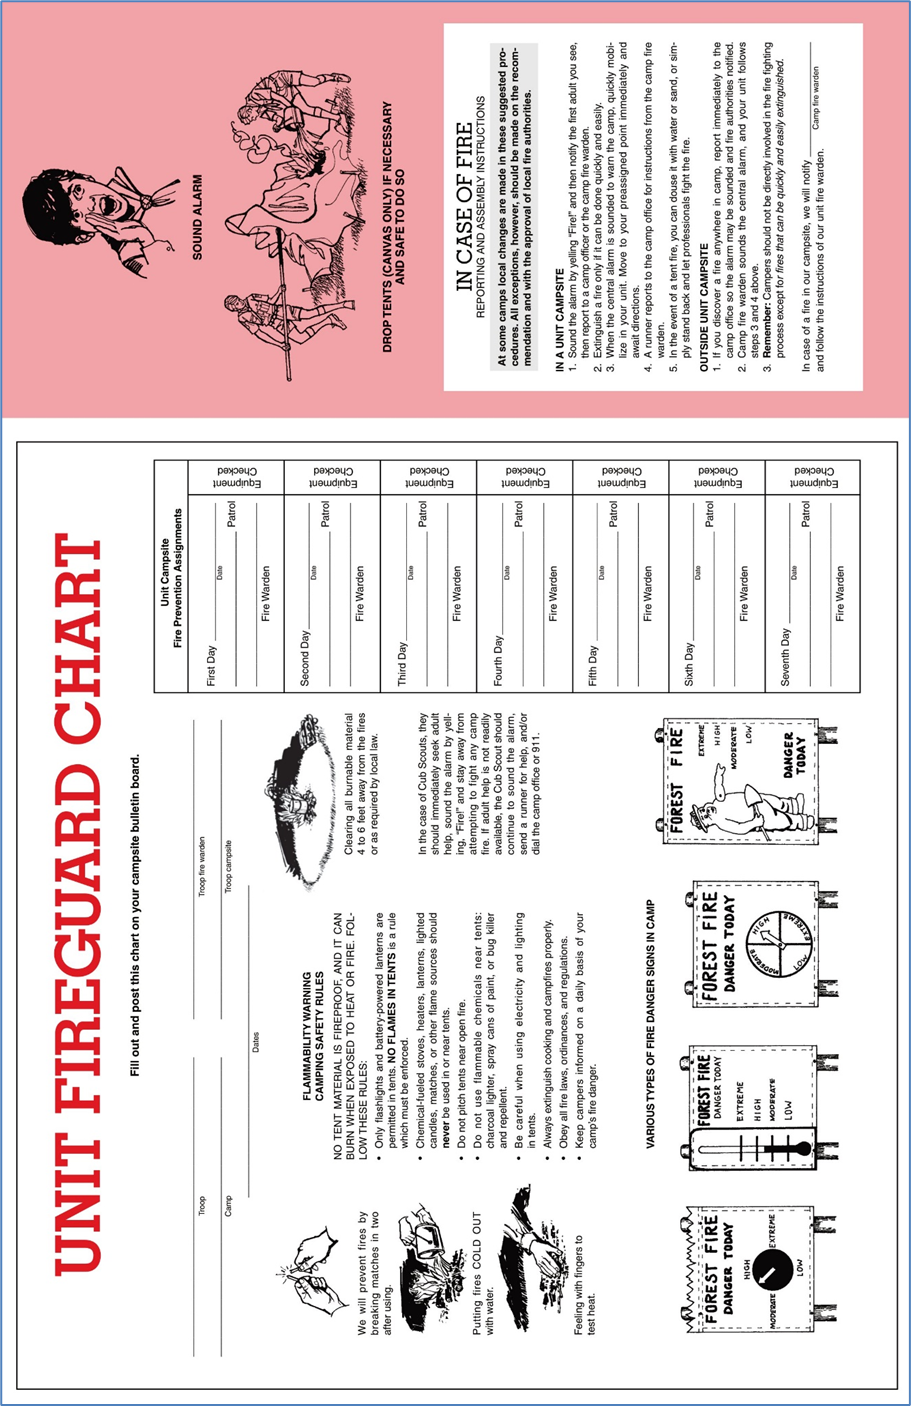 UNIT FIREGUARD CHART
Fill out and post this chart on your campsite bulletin board.
Troop
Troop fire warden
Camp
Troop campsite
Dates
We will prevent fires by
breaking matches in two
after using.
Putting fires COLD OUT
with water.
Feeling with fingers to
test heat.
FLAMMABILITY WARNING
CAMPING SAFETY RULES
NO TENT MATERIAL IS FIREPROOF, AND IT CAN
BURN WHEN EXPOSED TO HEAT OR FIRE. FOL-
LOW THESE RULES:
• Only flashlights and battery-powered lanterns are
permitted in tents. NO FLAMES IN TENTS is a rule
which must be enforced.
• Chemical-fueled stoves, heaters, lanterns, lighted
candles, matches, or other flame sources should
never be used in or near tents.
• Do not pitch tents near open fire.
• Do not use flammable chemicals near tents:
charcoal lighter, spray cans of paint, or bug killer
and repellent.
• Be careful when using electricity and lighting
in tents.
• Always extinguish cooking and campfires properly.
• Obey all fire laws, ordinances, and regulations.
• Keep campers informed on a daily basis of your
camp's fire danger.
Clearing all burnable material
4 to 6 feet away from the fires
or as required by local law.
In the case of Cub Scouts, they
should immediately seek adult
help, sound the alarm by yell-
ing, "Fire!" and stay away from
attempting to fight any camp
fire. If adult help is not readily
available, the Cub Scout should
continue to sound the alarm,
send a runner for help, and/or
dial the camp office or 911.
VARIOUS TYPES OF FIRE DANGER SIGNS IN CAMP
FOREST FIRE
DANGER TODAY
HIGH
MODERATE
EXTREME
LOW
FOREST FIRE
DANGER TODAY
EXTREME
HIGH
MODERATE
LOW
FOREST FIRE
DANGER TODAY
HIGH
MODERATE
EXTREME
LOW
FOREST FIRE
EXTREME
HIGH
MODERATE
LOW
DANGER
TODAY
Unit Campsite
Fire Prevention Assignments
First Day
Date
Patrol
Fire Warden
Equipment
Checked
Second Day
Date
Patrol
Fire Warden
Equipment
Checked
Third Day
Date
Patrol
Fire Warden
Equipment
Checked
Fourth Day
Date
Patrol
Fire Warden
Equipment
Checked
Fifth Day
Date
Patrol
Fire Warden
Equipment
Checked
Sixth Day
Date
Patrol
Fire Warden
Equipment
Checked
Seventh Day
Date
Patrol
Fire Warden
Equipment
Checked
SOUND ALARM
DROP TENTS (CANVAS ONLY) IF NECESSARY
AND SAFE TO DO SO
IN CASE OF FIRE
REPORTING AND ASSEMBLY INSTRUCTIONS
At some camps local changes are made in these suggested pro-
cedures. All exceptions, however, should be made on the recom-
mendation and with the approval of local fire authorities.
IN A UNIT CAMPSITE
1. Sound the alarm by yelling "Fire!" and then notify the first adult you see,
then report to a camp officer or the camp fire warden.
2. Extinguish a fire only if it can be done quickly and easily.
3. When the central alarm is sounded to warn the camp, quickly mobi-
lize in your unit. Move to your preassigned point immediately and
await directions.
4. A runner reports to the camp office for instructions from the camp fire
warden.
5. In the event of a tent fire, you can douse it with water or sand, or sim-
ply stand back and let professionals fight the fire.
OUTSIDE UNIT CAMPSITE
1. If you discover a fire anywhere in camp, report immediately to the
camp office so the alarm may be sounded and fire authorities notified.
2. Camp fire warden sounds the central alarm, and your unit follows
steps 3 and 4 above.
3. Remember: Campers should not be directly involved in the fire fighting
process except for fires that can be quickly and easily extinguished.
In case of a fire in our campsite, we will notify
Camp fire warden
and follow the instructions of our unit fire warden.